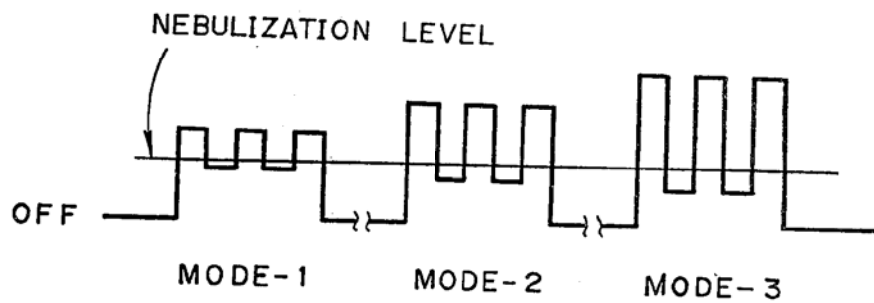 NEBULIZATION LEVEL
OFF
MODE-1 MODE-2 MODE-3